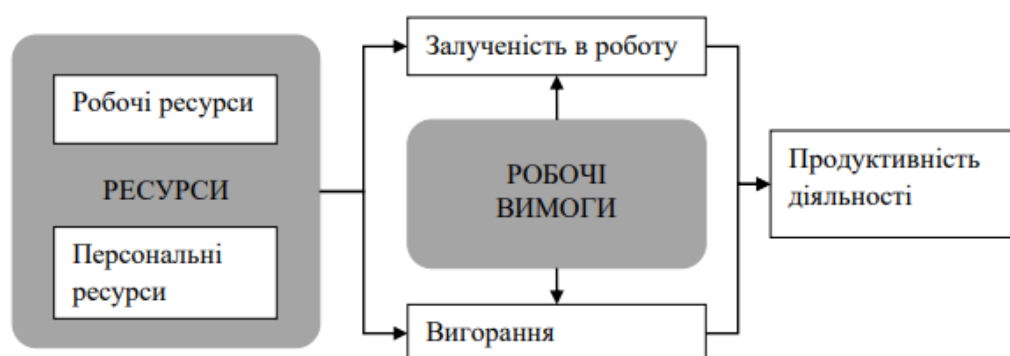 Робочі ресурси
РЕСУРСИ
Персональні
ресурси
Залученість в роботу
РОБОЧІ
ВИМОГИ
Вигорання
Продуктивність
діяльності